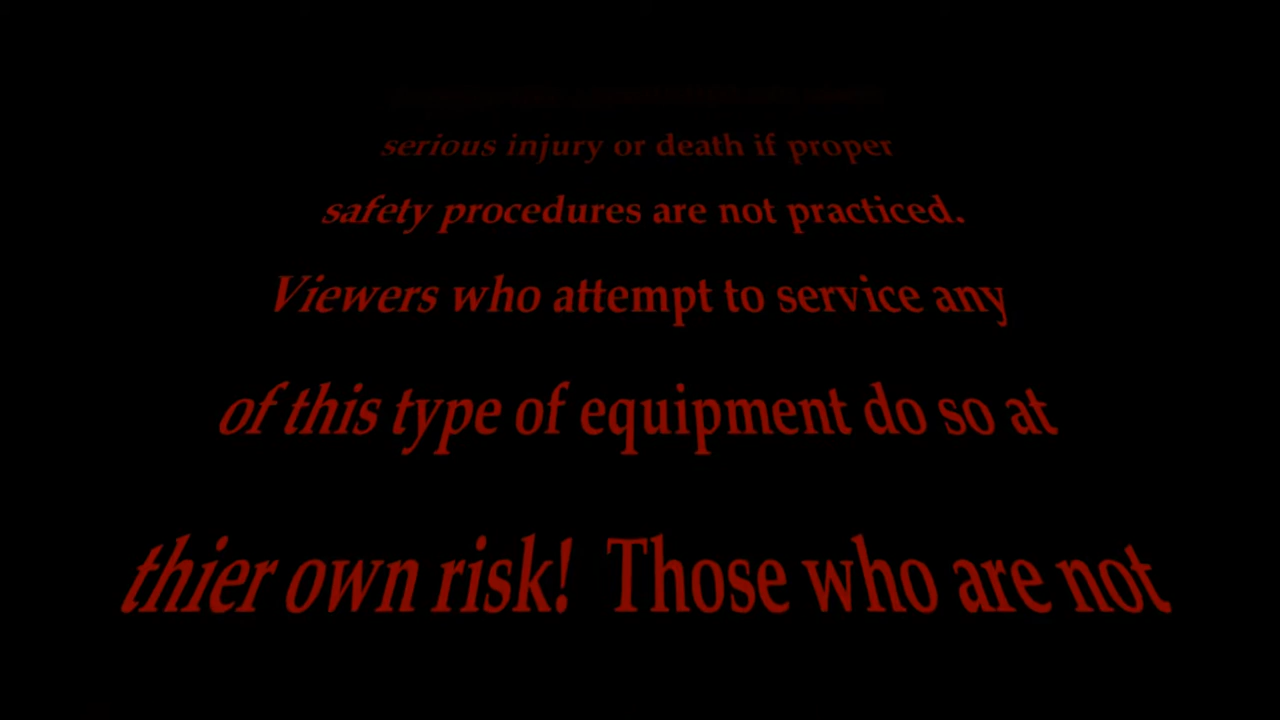 serious injury or death if proper
safety procedures are not practiced.
Viewers who attempt to service any
of this type of equipment do so at
thier own risk!  Those who are not